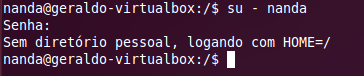 nanda@geraldo-virtualbox:/$ su - nanda
Senha:
Sem diretório pessoal, logando com HOME=/
nanda@geraldo-virtualbox:/$